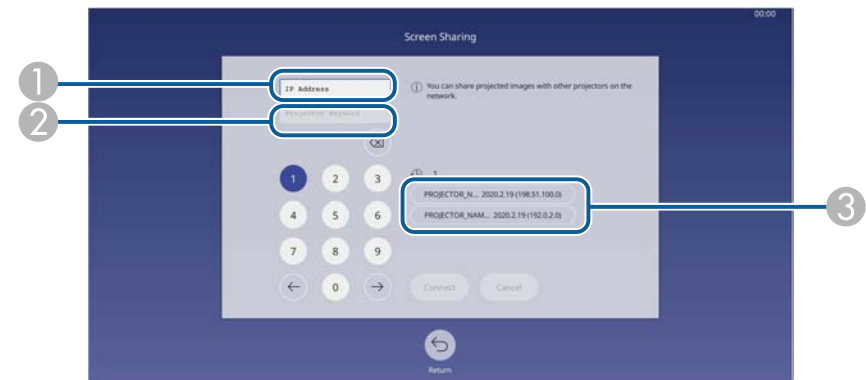 00:00
Screen Sharing
1
IP Address
You can share projected images with other projectors on the
network.
2
Projector Keyword
1
1 2 3
PROJECTOR_N... 2020.2.19 (198.51.100.0)
3
4 5 6
PROJECTOR_NAM... 2020.2.19 (192.0.2.0)
7 8 9
0
Connect Cancel
Return